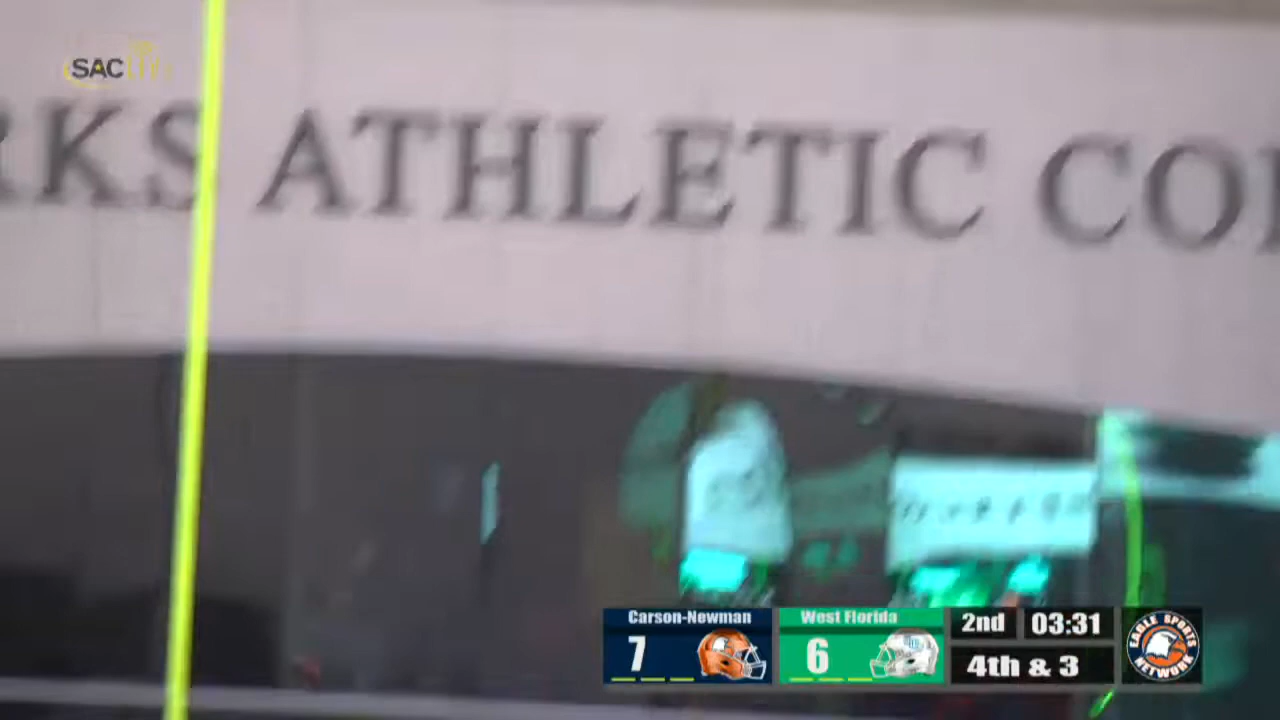 SAC
RKS ATHLETIC CO
Carson-Newman
7
West Florida
6
2nd
03:31
4th & 3
EAGLE SPORTS
NETWORK